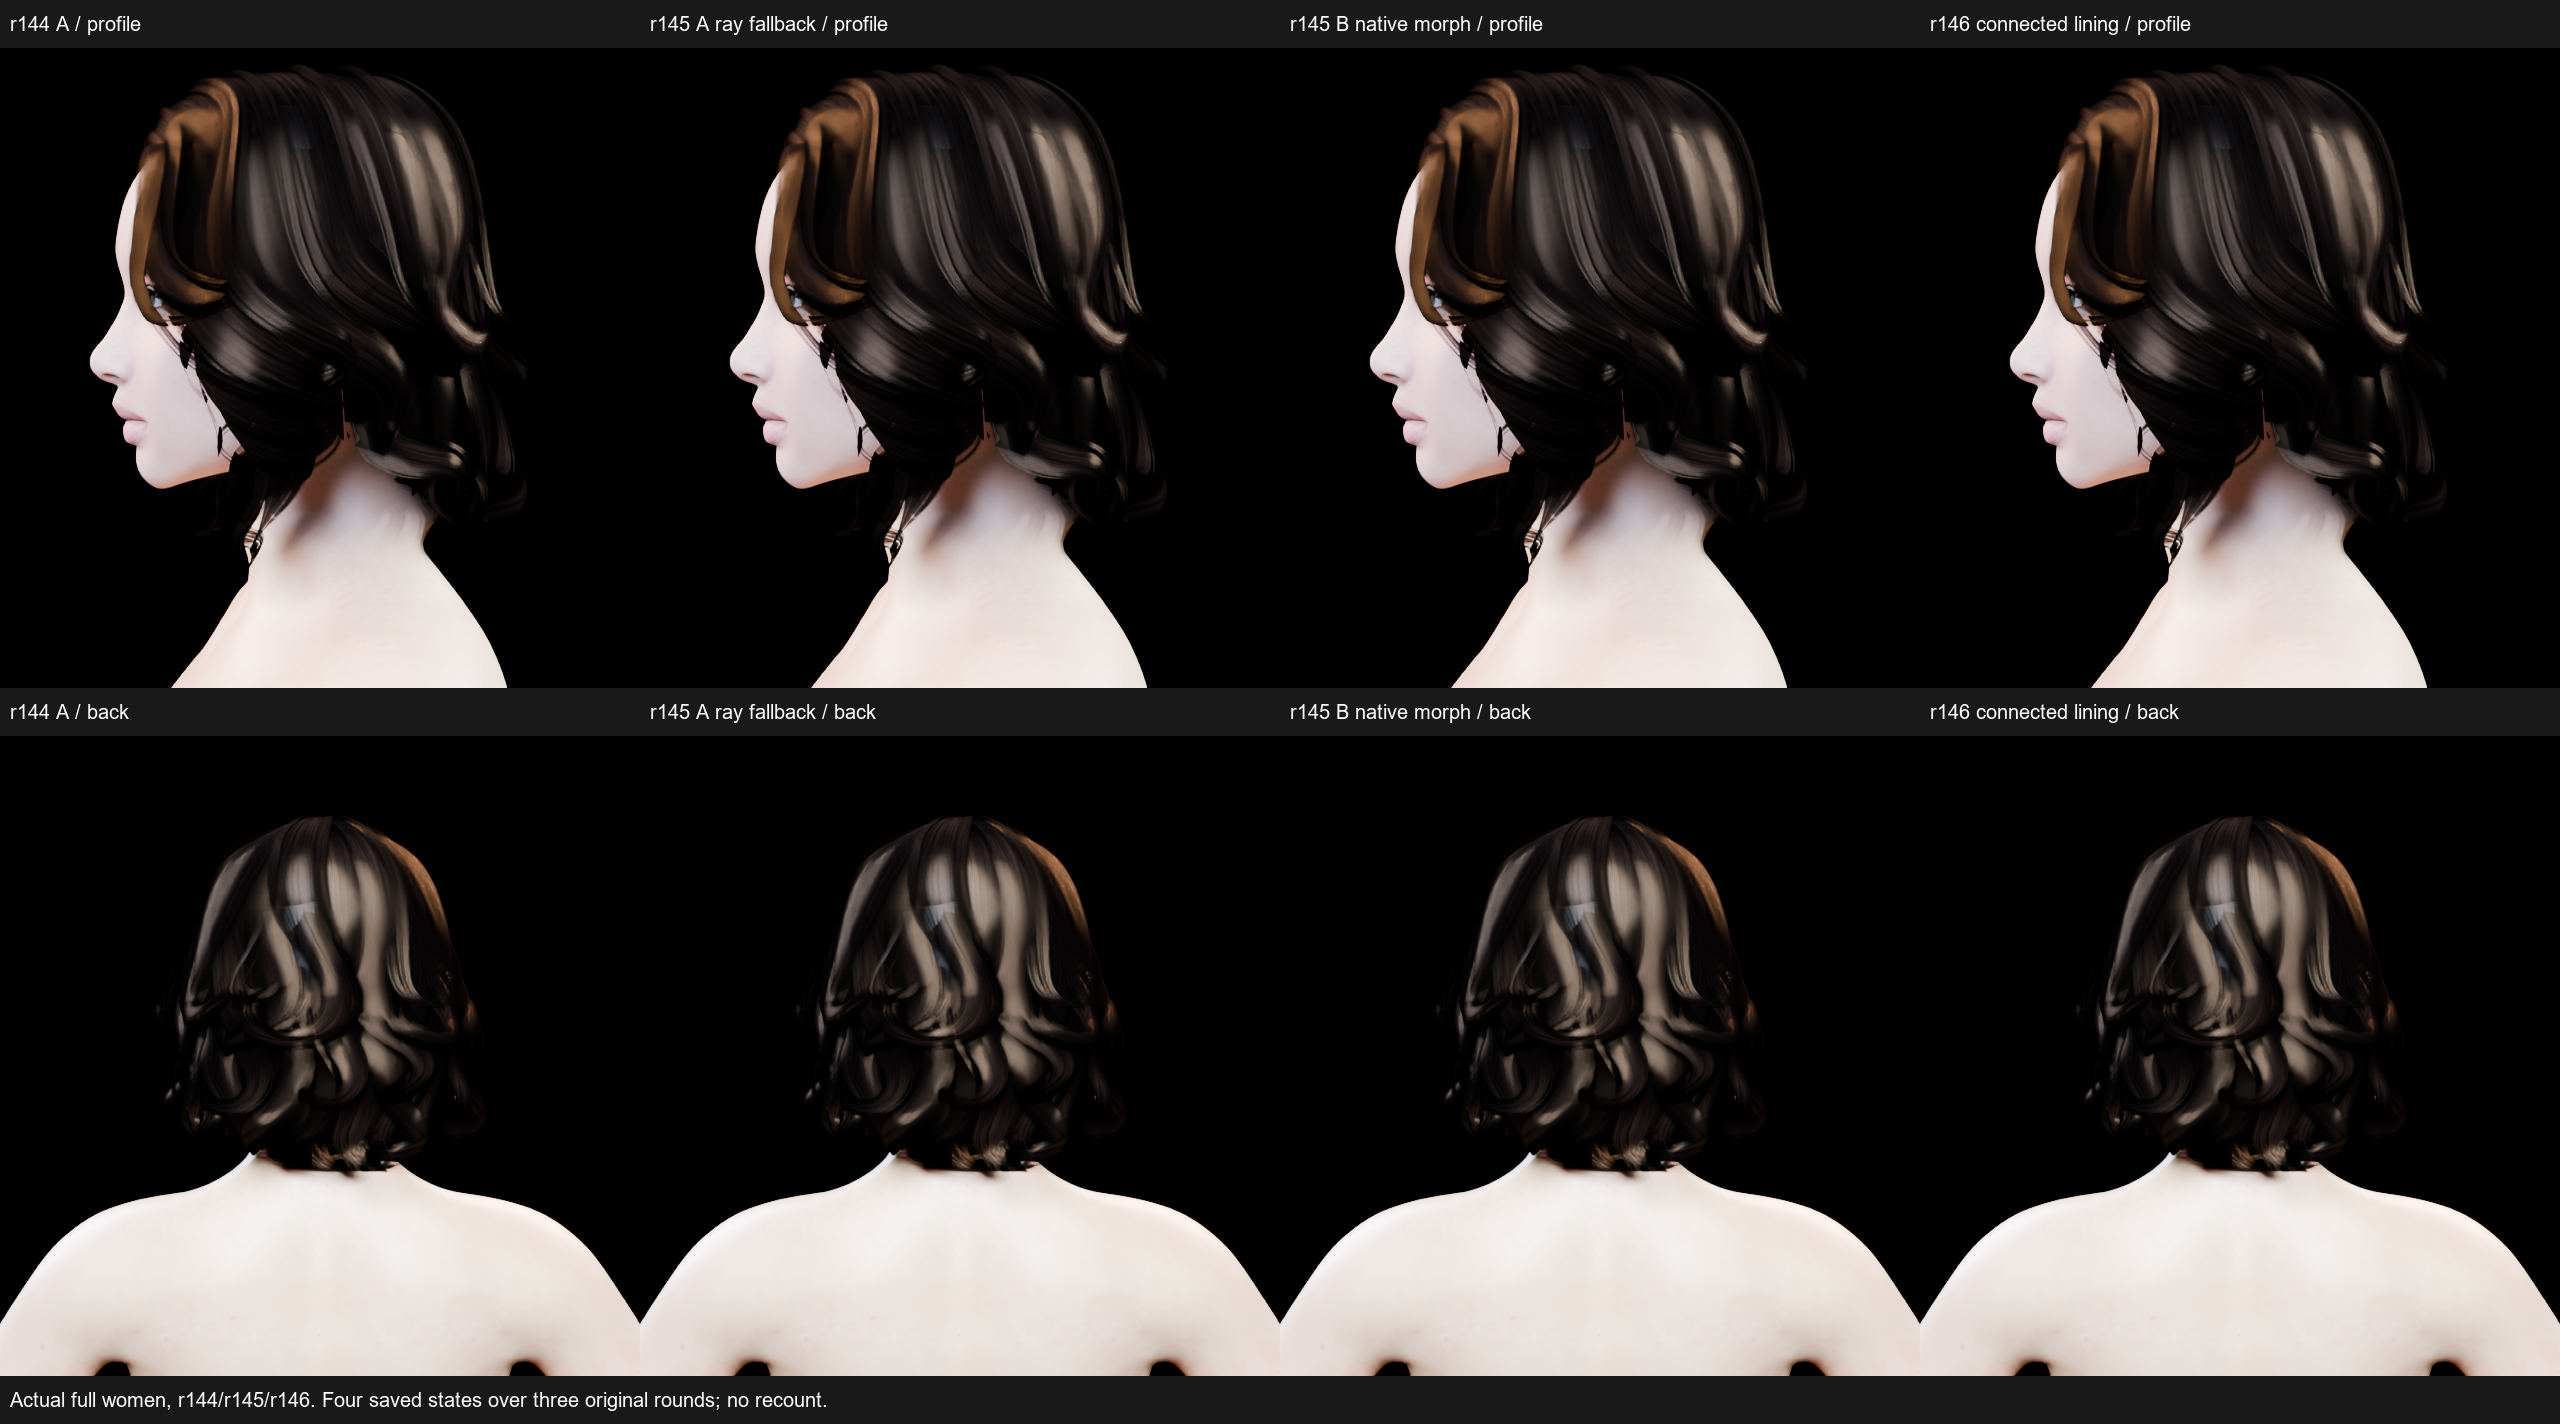 r144 A / profile
r145 A ray fallback / profile
r145 B native morph / profile
r146 connected lining / profile
r144 A / back
r145 A ray fallback / back
r145 B native morph / back
r146 connected lining / back
Actual full women, r144/r145/r146. Four saved states over three original rounds; no recount.